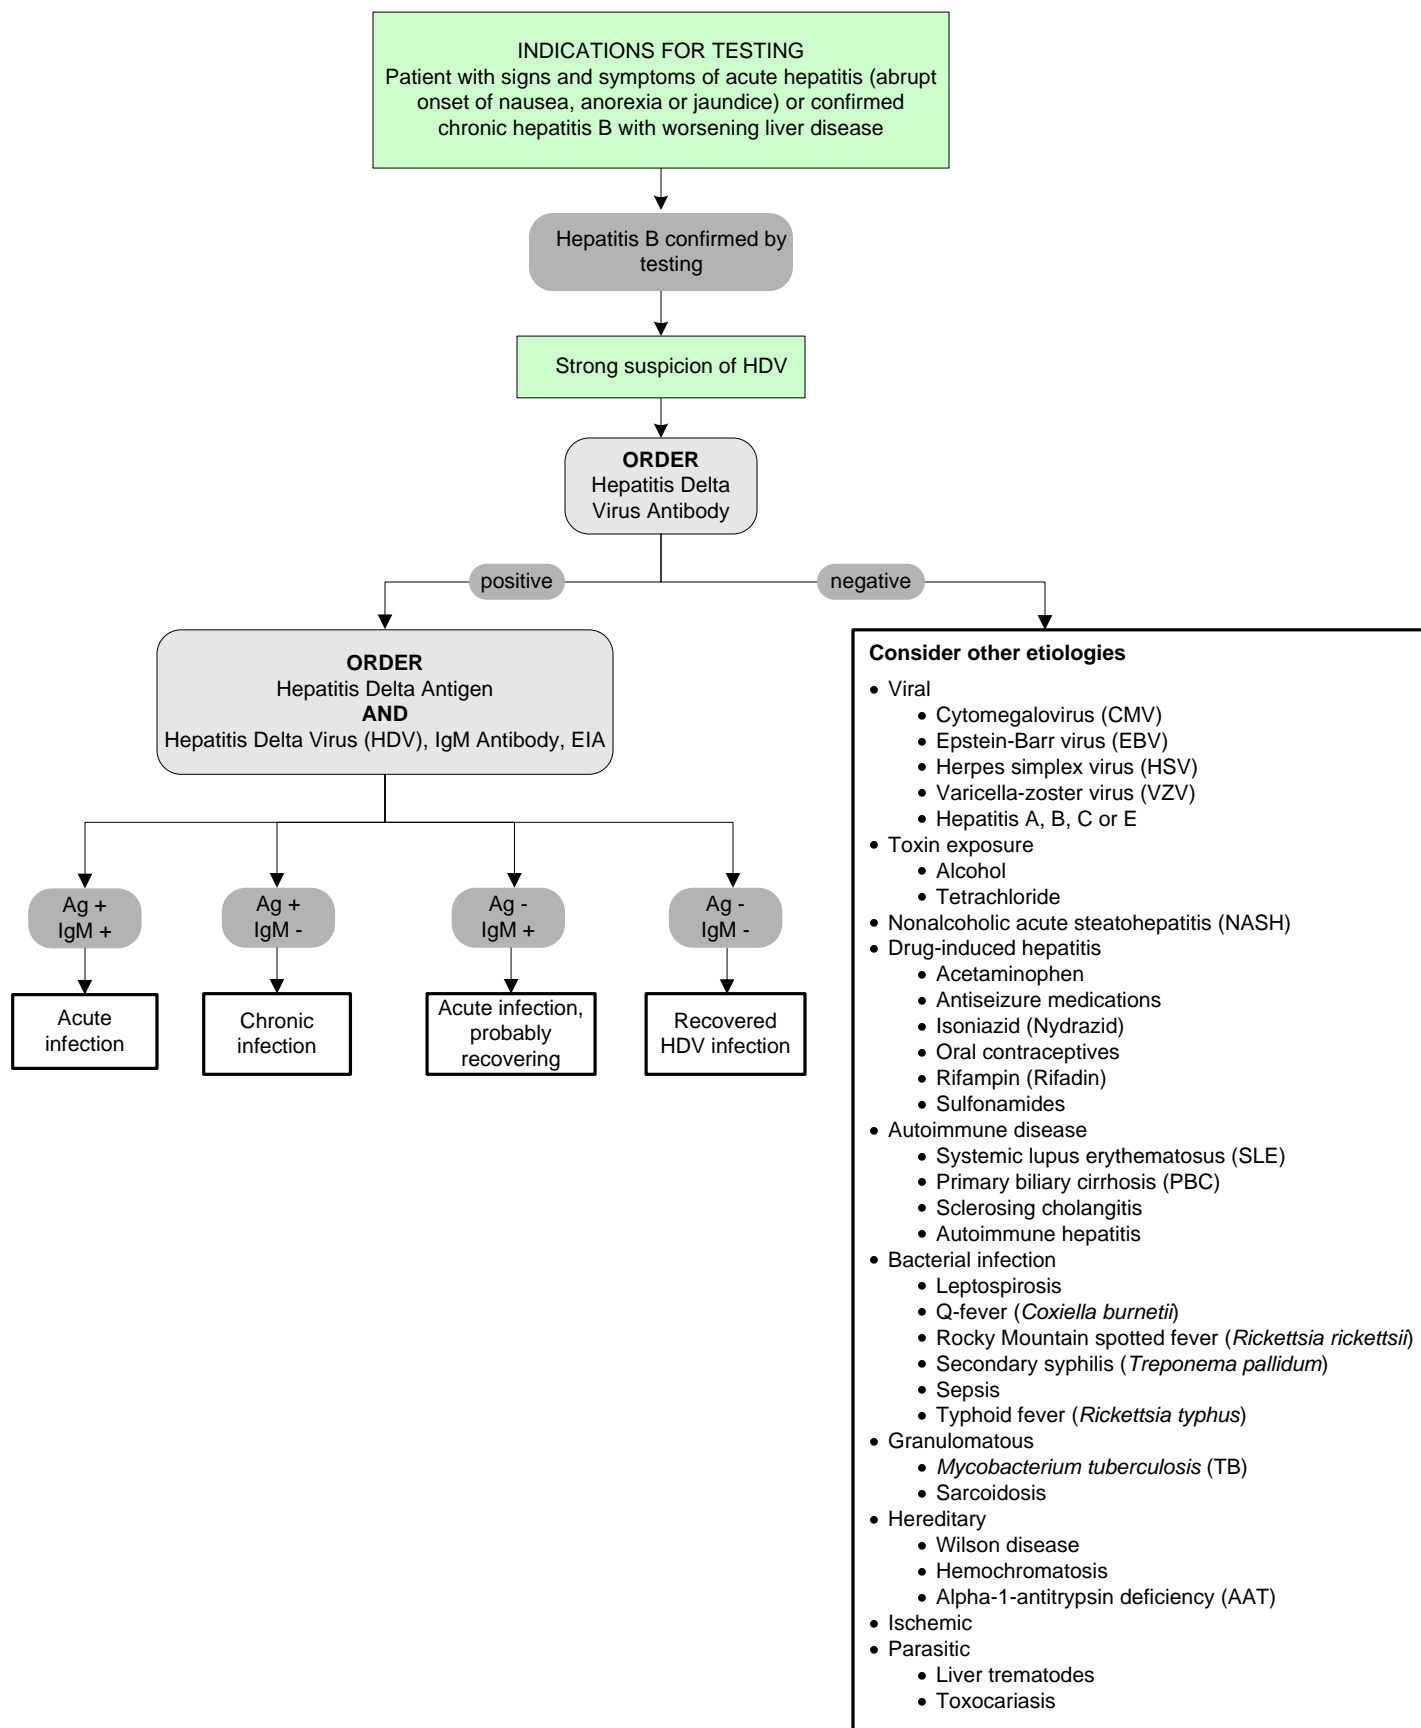 INDICATIONS FOR TESTING
Patient with signs and symptoms of acute hepatitis (abrupt
onset of nausea, anorexia or jaundice) or confirmed
chronic hepatitis B with worsening liver disease
Hepatitis B confirmed by
testing
Strong suspicion of HDV
ORDER
Hepatitis Delta
Virus Antibody
positive
negative
ORDER
Hepatitis Delta Antigen
AND
Hepatitis Delta Virus (HDV), IgM Antibody, EIA
Ag +
IgM +
Ag +
IgM -
Ag -
IgM +
Ag -
IgM -
Acute
infection
Chronic
infection
Acute infection,
probably
recovering
Recovered
HDV infection
Consider other etiologies
• Viral
• Cytomegalovirus (CMV)
• Epstein-Barr virus (EBV)
• Herpes simplex virus (HSV)
• Varicella-zoster virus (VZV)
• Hepatitis A, B, C or E
• Toxin exposure
• Alcohol
• Tetrachloride
• Nonalcoholic acute steatohepatitis (NASH)
• Drug-induced hepatitis
• Acetaminophen
• Antiseizure medications
• Isoniazid (Nydrazid)
• Oral contraceptives
• Rifampin (Rifadin)
• Sulfonamides
• Autoimmune disease
• Systemic lupus erythematosus (SLE)
• Primary biliary cirrhosis (PBC)
• Sclerosing cholangitis
• Autoimmune hepatitis
• Bacterial infection
• Leptospirosis
• Q-fever (Coxiella burnetii)
• Rocky Mountain spotted fever (Rickettsia rickettsii)
• Secondary syphilis (Treponema pallidum)
• Sepsis
• Typhoid fever (Rickettsia typhus)
• Granulomatous
• Mycobacterium tuberculosis (TB)
• Sarcoidosis
• Hereditary
• Wilson disease
• Hemochromatosis
• Alpha-1-antitrypsin deficiency (AAT)
• Ischemic
• Parasitic
• Liver trematodes
• Toxocariasis